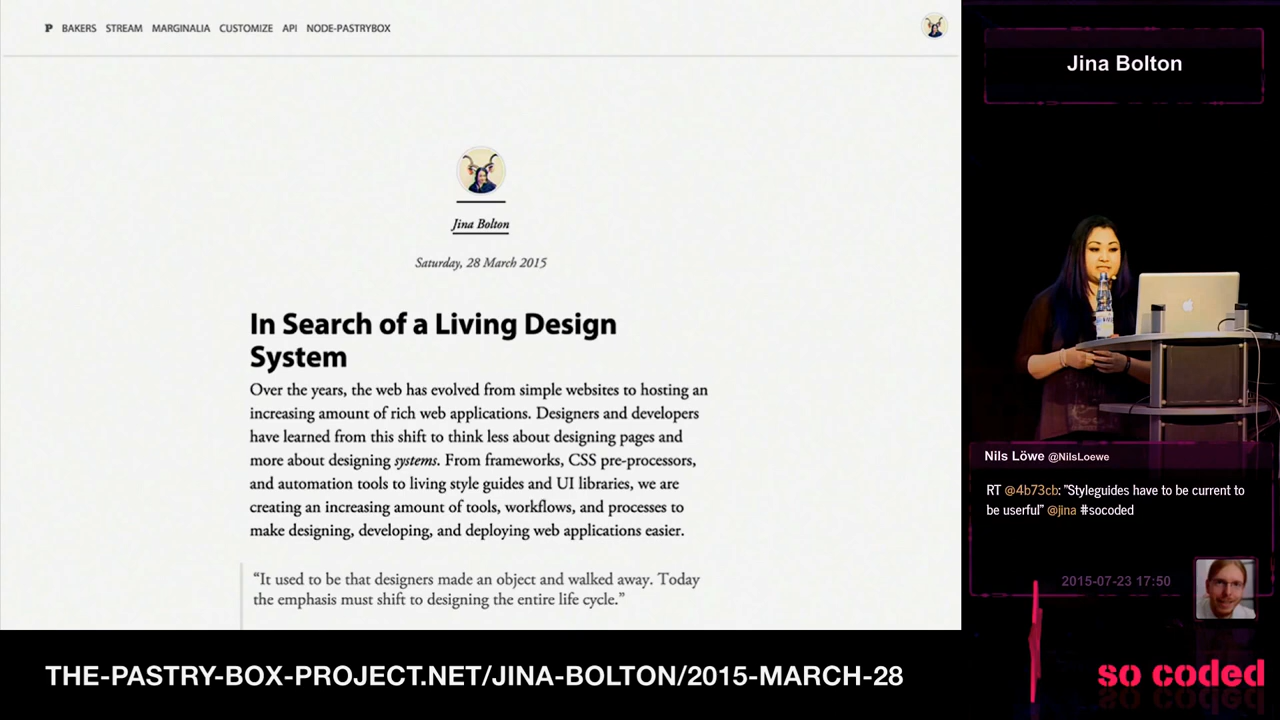 P BAKERS STREAM MARGINALIA CUSTOMIZE API NODE-PASTRYBOX
Jina Bolton
Saturday, 28 March 2015
In Search of a Living Design
System
Over the years, the web has evolved from simple websites to hosting an
increasing amount of rich web applications. Designers and developers
have learned from this shift to think less about designing pages and
more about designing systems. From frameworks, CSS pre-processors,
and automation tools to living style guides and UI libraries, we are
creating an increasing amount of tools, workflows, and processes to
make designing, developing, and deploying web applications easier.
“It used to be that designers made an object and walked away. Today
the emphasis must shift to designing the entire life cycle.”
THE-PASTRY-BOX-PROJECT.NET/JINA-BOLTON/2015-MARCH-28
Jina Bolton
Nils Löwe @NilsLoewe
RT @4b73cb: "Styleguides have to be current to
be userful" @jina #socoded
2015-07-23 17:50
so coded